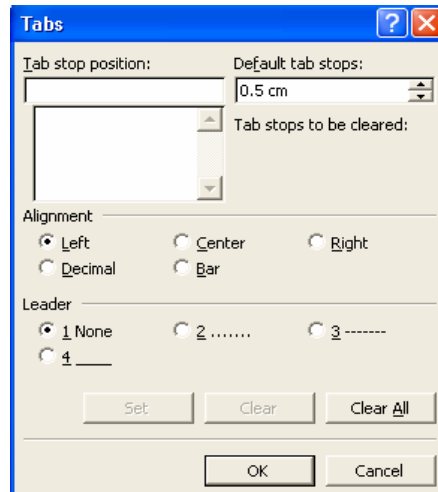 Tabs
Tab stop position: Default tab stops:
0.5 cm
Tab stops to be cleared:
Alignment
Left Center Right
Decimal Bar
Leader
1 None 2 ....... 3 -------
4 ____
Set Clear Clear All
OK Cancel